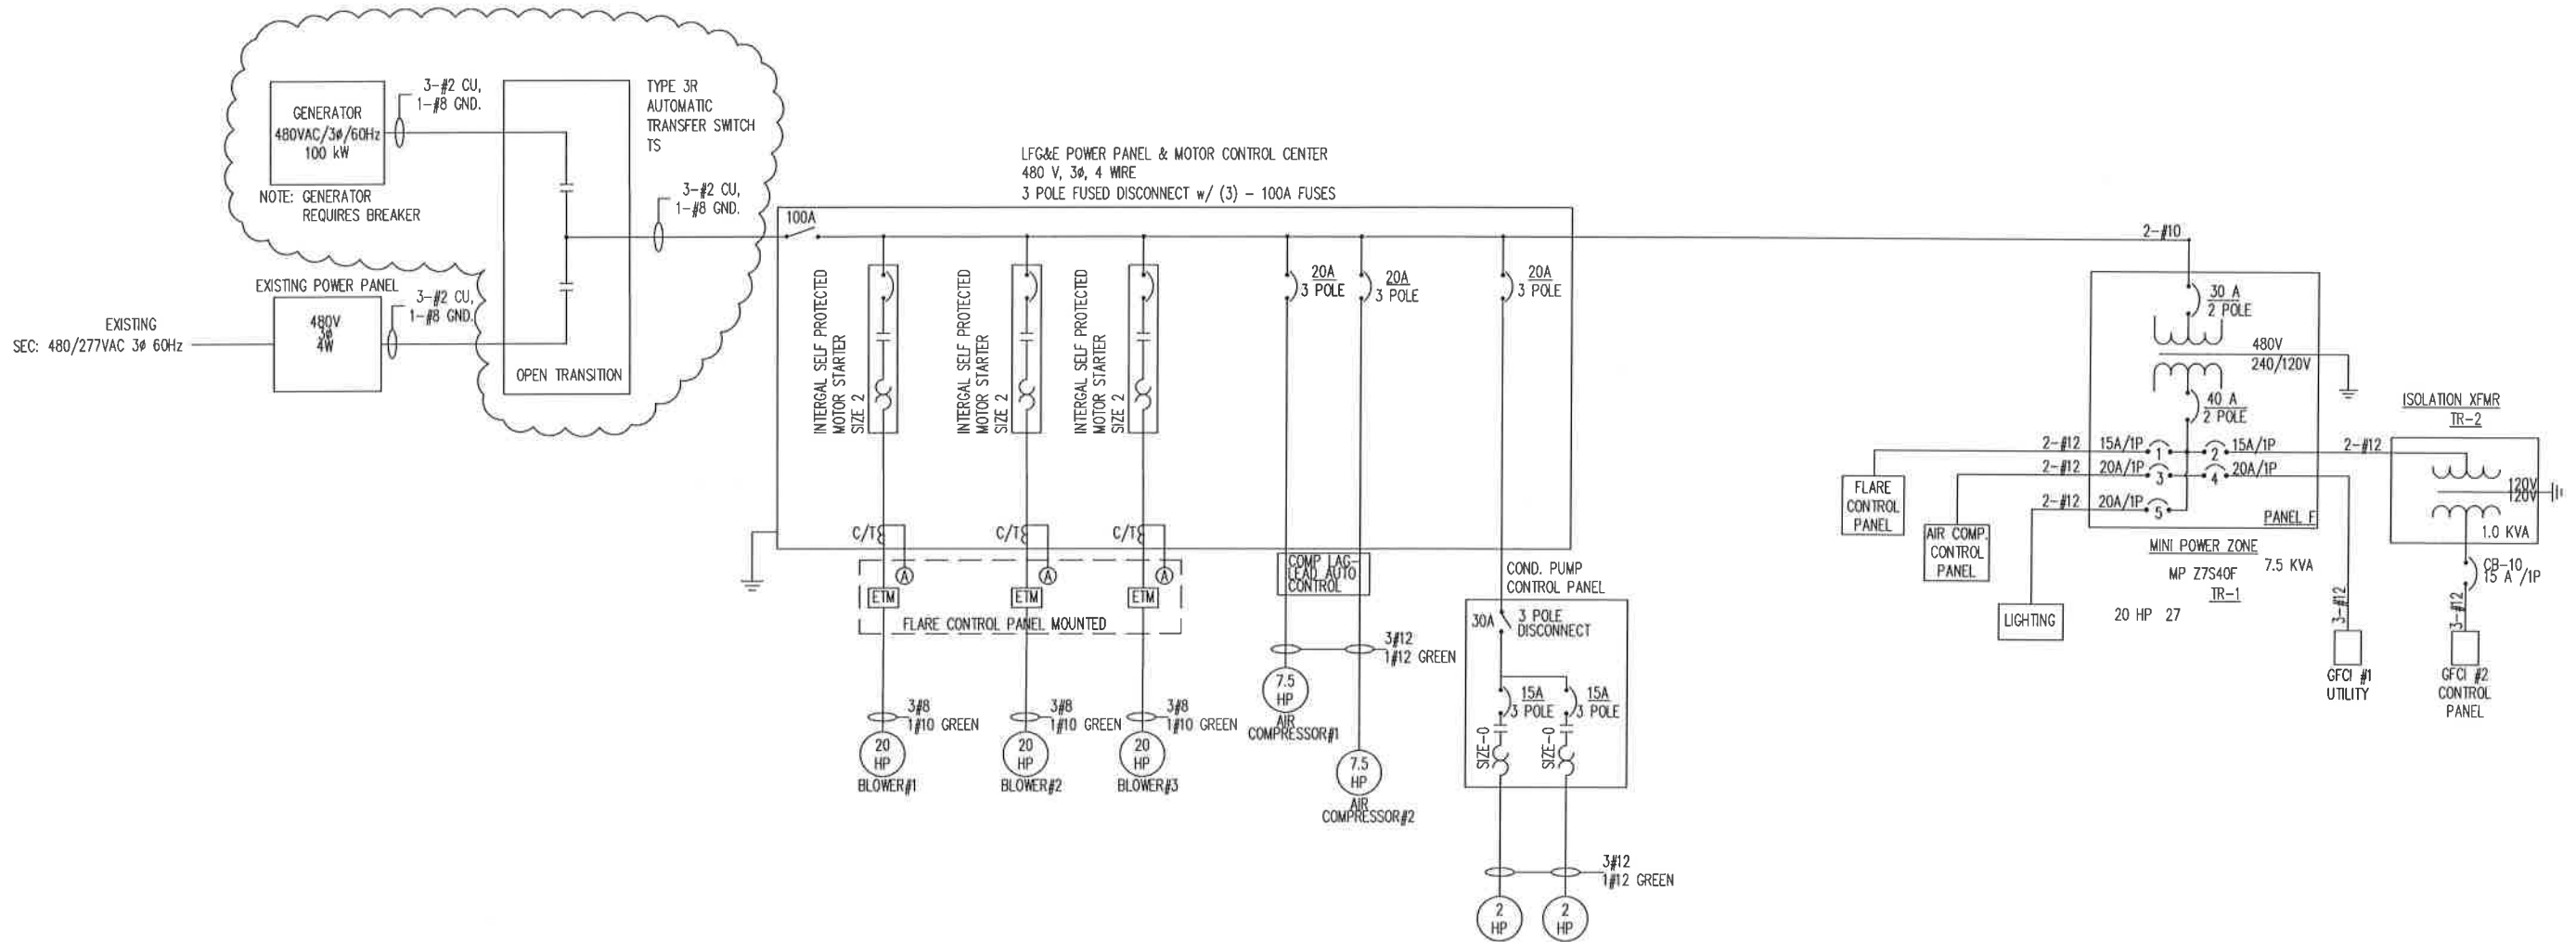 GENERATOR
480VAC/3ø/60Hz
100 kW
3-#2 CU,
1-#8 GND.
NOTE: GENERATOR
REQUIRES BREAKER
TYPE 3R
AUTOMATIC
TRANSFER SWITCH
TS
3-#2 CU,
1-#8 GND.
OPEN TRANSITION
EXISTING POWER PANEL
480V
3ø
4W
3-#2 CU,
1-#8 GND.
EXISTING
SEC: 480/277VAC 3ø 60Hz
LFG&E POWER PANEL & MOTOR CONTROL CENTER
480 V, 3ø, 4 WIRE
3 POLE FUSED DISCONNECT w/ (3) - 100A FUSES
100A
INTERGAL SELF PROTECTED
MOTOR STARTER
SIZE 2
INTERGAL SELF PROTECTED
MOTOR STARTER
SIZE 2
INTERGAL SELF PROTECTED
MOTOR STARTER
SIZE 2
20A
3 POLE
20A
3 POLE
20A
3 POLE
C/T
C/T
C/T
A
A
A
ETM
ETM
ETM
FLARE CONTROL PANEL MOUNTED
3#8
1#10 GREEN
3#8
1#10 GREEN
3#8
1#10 GREEN
20
HP
BLOWER#1
20
HP
BLOWER#2
20
HP
BLOWER#3
COMP LAG-
LEAD AUTO
CONTROL
3#12
1#12 GREEN
7.5
HP
AIR
COMPRESSOR#1
7.5
HP
AIR
COMPRESSOR#2
COND. PUMP
CONTROL PANEL
30A
3 POLE
DISCONNECT
15A
3 POLE
15A
3 POLE
SIZE-0
SIZE-0
3#12
1#12 GREEN
2
HP
2
HP
2-#10
30 A
2 POLE
480V
240/120V
40 A
2 POLE
2-#12 15A/1P 1 2 15A/1P 2-#12
2-#12 20A/1P 3 4 20A/1P
2-#12 20A/1P 5
PANEL F
FLARE
CONTROL
PANEL
AIR COMP.
CONTROL
PANEL
LIGHTING
MINI POWER ZONE
7.5 KVA
MP Z7S40F
TR-1
20 HP 27
3-#12
GFCI #1
UTILITY
ISOLATION XFMR
TR-2
120V
120V
1.0 KVA
CB-10
15 A /1P
3-#12
GFCI #2
CONTROL
PANEL